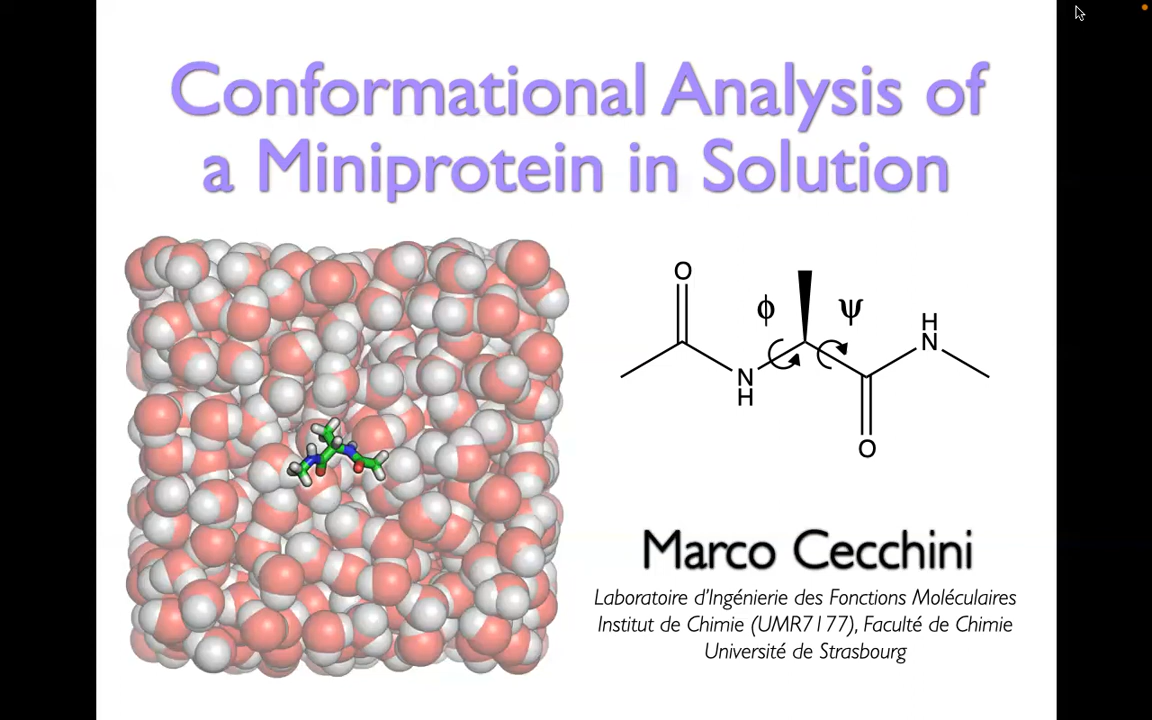 Conformational Analysis of
a Miniprotein in Solution
O
ϕ
ψ
H
N
N
H
O
Marco Cecchini
Laboratoire d'Ingénierie des Fonctions Moléculaires
Institut de Chimie (UMR7177), Faculté de Chimie
Université de Strasbourg